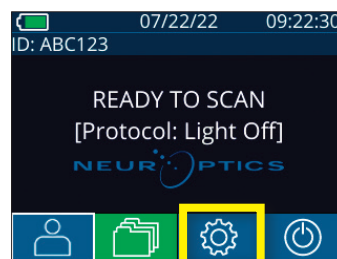 07/22/22 09:22:30
ID: ABC123
READY TO SCAN
[Protocol: Light Off]
NEUROPTICS